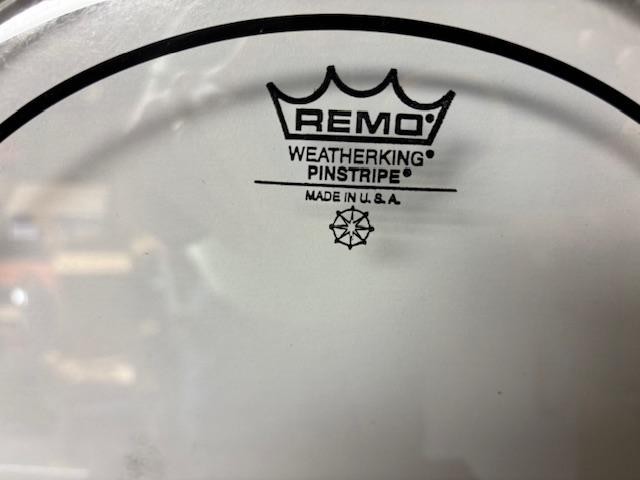 REMO®
WEATHERKING®
PINSTRIPE®
MADE IN U.S.A.